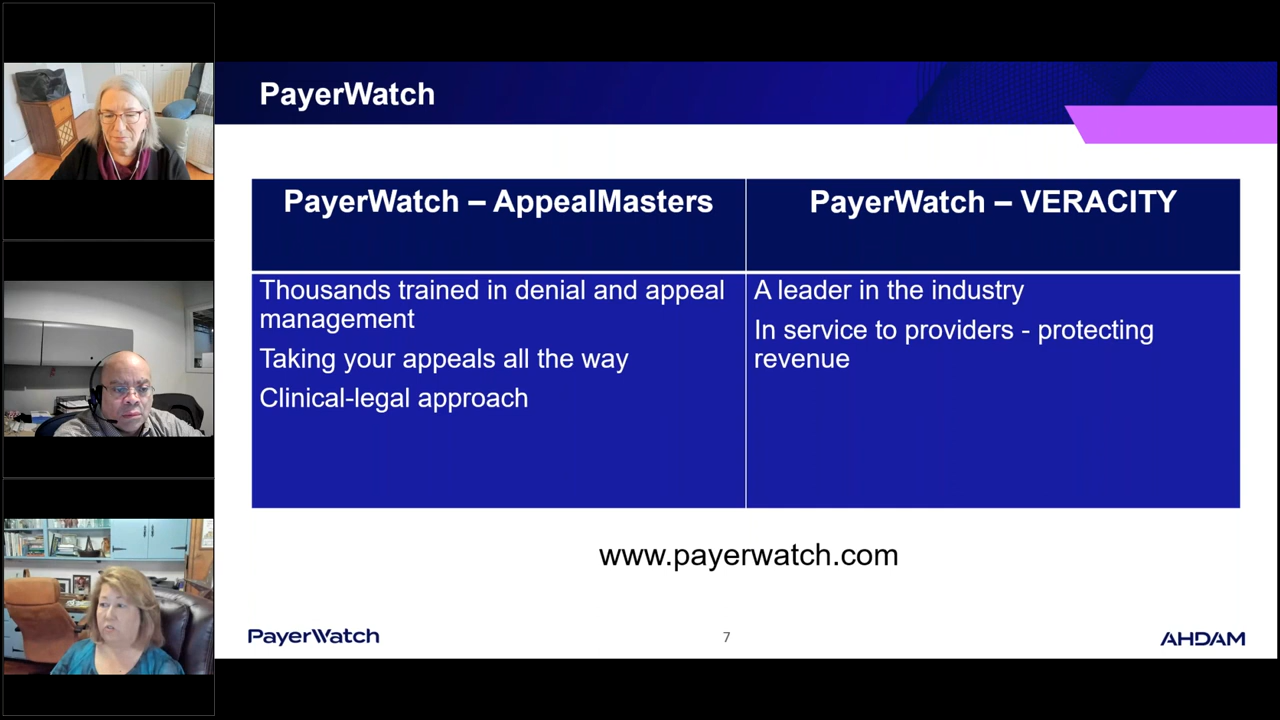 PayerWatch
PayerWatch – AppealMasters
PayerWatch – VERACITY
Thousands trained in denial and appeal
management
Taking your appeals all the way
Clinical-legal approach
A leader in the industry
In service to providers - protecting
revenue
www.payerwatch.com
PayerWatch
7
AHDAM